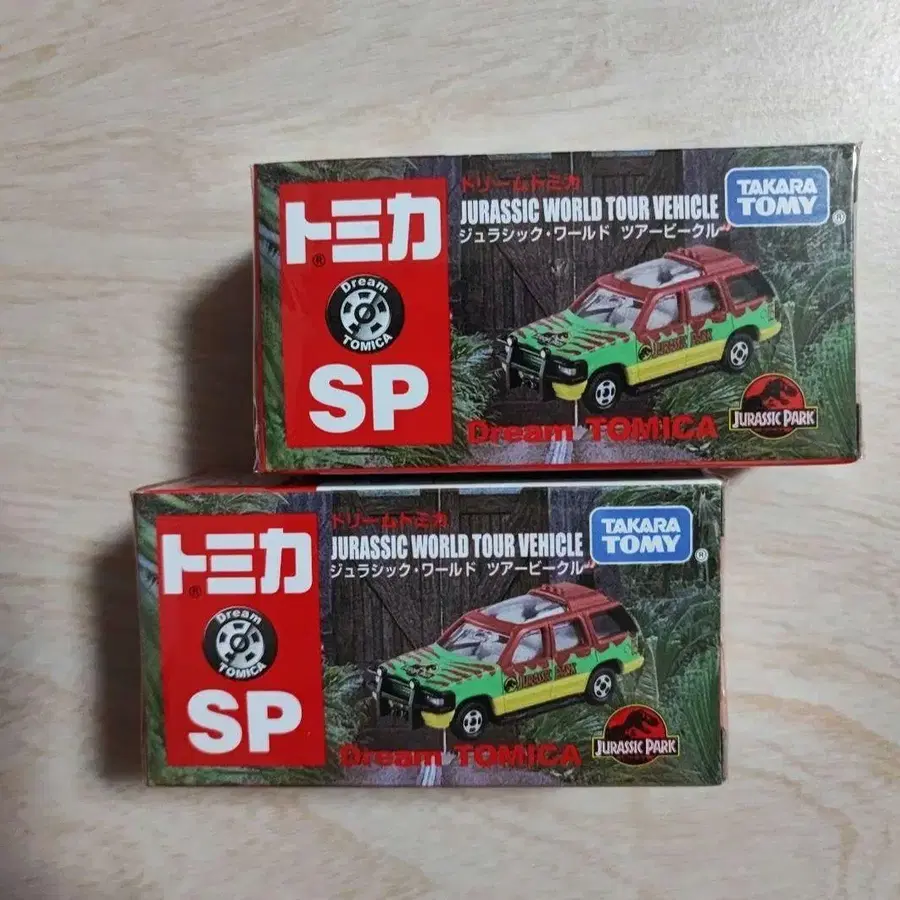 トミカ
®
Dream
TOMICA
SP
ドリームトミカ
JURASSIC WORLD TOUR VEHICLE
ジュラシック・ワールド ツアービークル
TAKARA
TOMY
®
JURASSIC PARK
Dream TOMICA
JURASSIC PARK
トミカ
®
Dream
TOMICA
SP
ドリームトミカ
JURASSIC WORLD TOUR VEHICLE
ジュラシック・ワールド ツアービークル
TAKARA
TOMY
®
JURASSIC PARK
Dream TOMICA
JURASSIC PARK